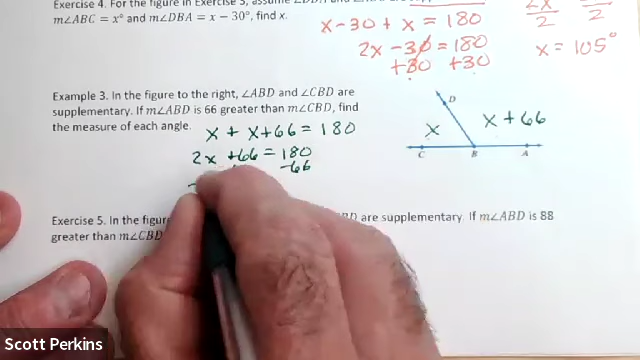 Exercise 4. For the figure in Exercise 3, assume
m∠ABC = x° and m∠DBA = x − 30°, find x.
x − 30 + x = 180
2x − 30 = 180
+30 +30
2x
2
2
x = 105°
Example 3. In the figure to the right, ∠ABD and ∠CBD are
supplementary. If m∠ABD is 66 greater than m∠CBD, find
the measure of each angle.
x + x + 66 = 180
2x + 66 = 180
−66
D
x
x + 66
C B A
Exercise 5. In the figure are supplementary. If m∠ABD is 88
greater than m∠CBD
Scott Perkins